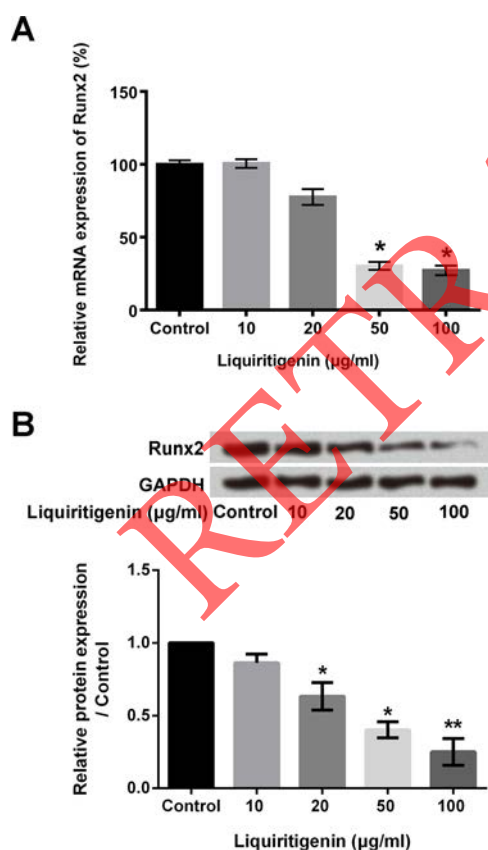 A
Relative mRNA expression of Runx2 (%)
150
100
50
0
*
*
Control 10 20 50 100
Liquiritigenin (µg/ml)
B
Runx2
GAPDH
Liquiritigenin (µg/ml) Control 10 20 50 100
Relative protein expression
/ Control
1.5
1.0
0.5
0.0
*
*
**
Control 10 20 50 100
Liquiritigenin (µg/ml)
RETR